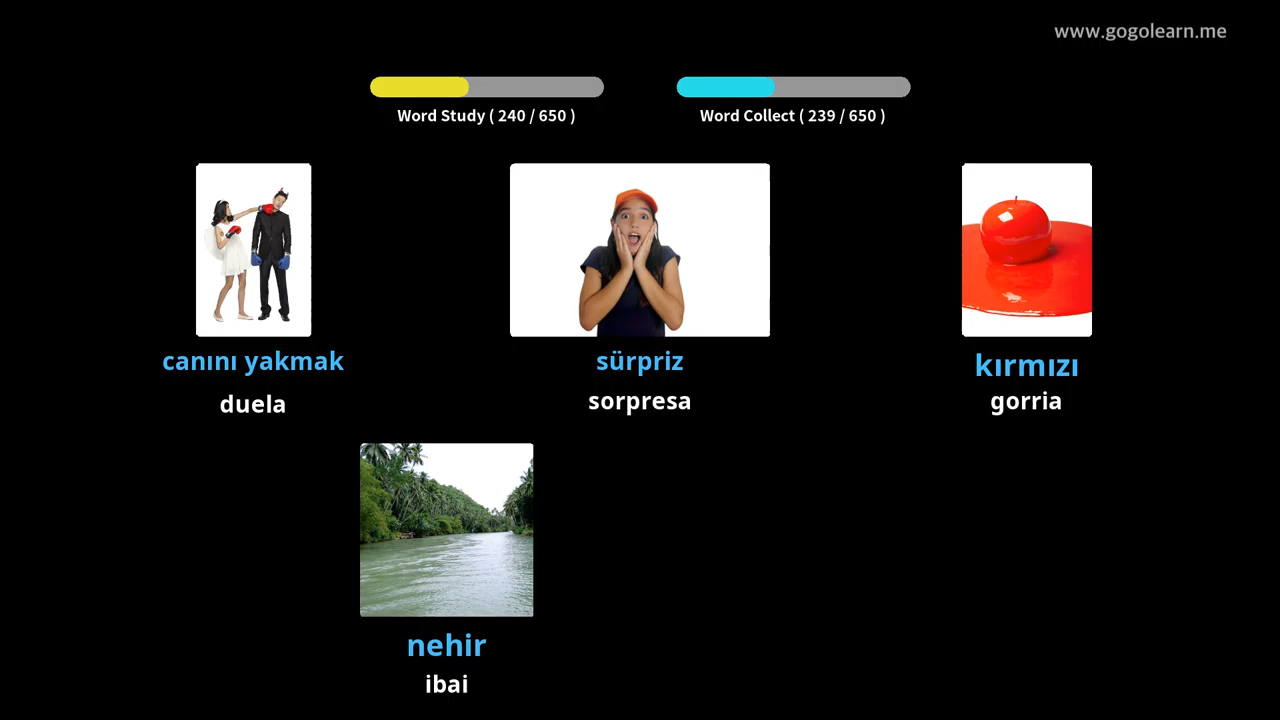 www.gogolearn.me
Word Study ( 240 / 650 )
Word Collect ( 239 / 650 )
canını yakmak
duela
sürpriz
sorpresa
kırmızı
gorria
nehir
ibai